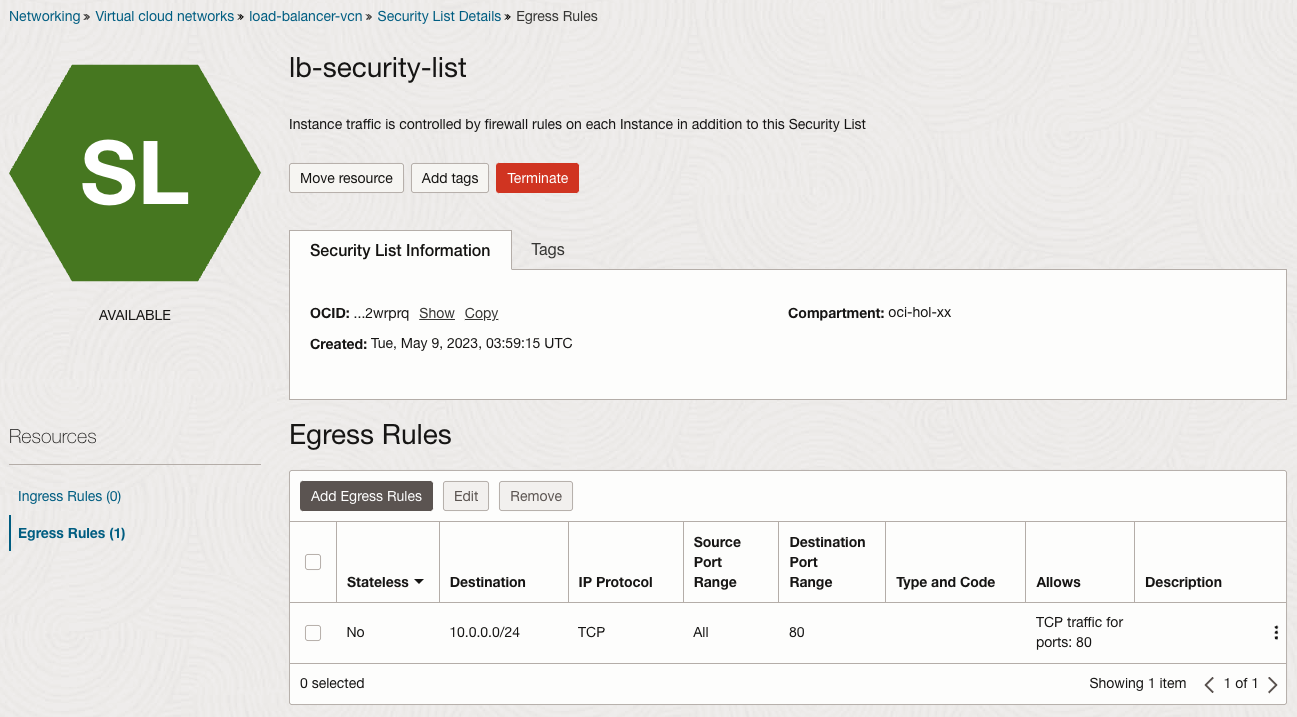 Networking » Virtual cloud networks » load-balancer-vcn » Security List Details » Egress Rules
SL
AVAILABLE
lb-security-list
Instance traffic is controlled by firewall rules on each Instance in addition to this Security List
Move resource Add tags Terminate
Security List Information Tags
OCID: ...2wrprq Show Copy Compartment: oci-hol-xx
Created: Tue, May 9, 2023, 03:59:15 UTC
Resources
Ingress Rules (0)
Egress Rules (1)
Egress Rules
Add Egress Rules Edit Remove
Stateless Destination IP Protocol Source Port Range Destination Port Range Type and Code Allows Description
No 10.0.0.0/24 TCP All 80 TCP traffic for ports: 80
0 selected Showing 1 item 1 of 1